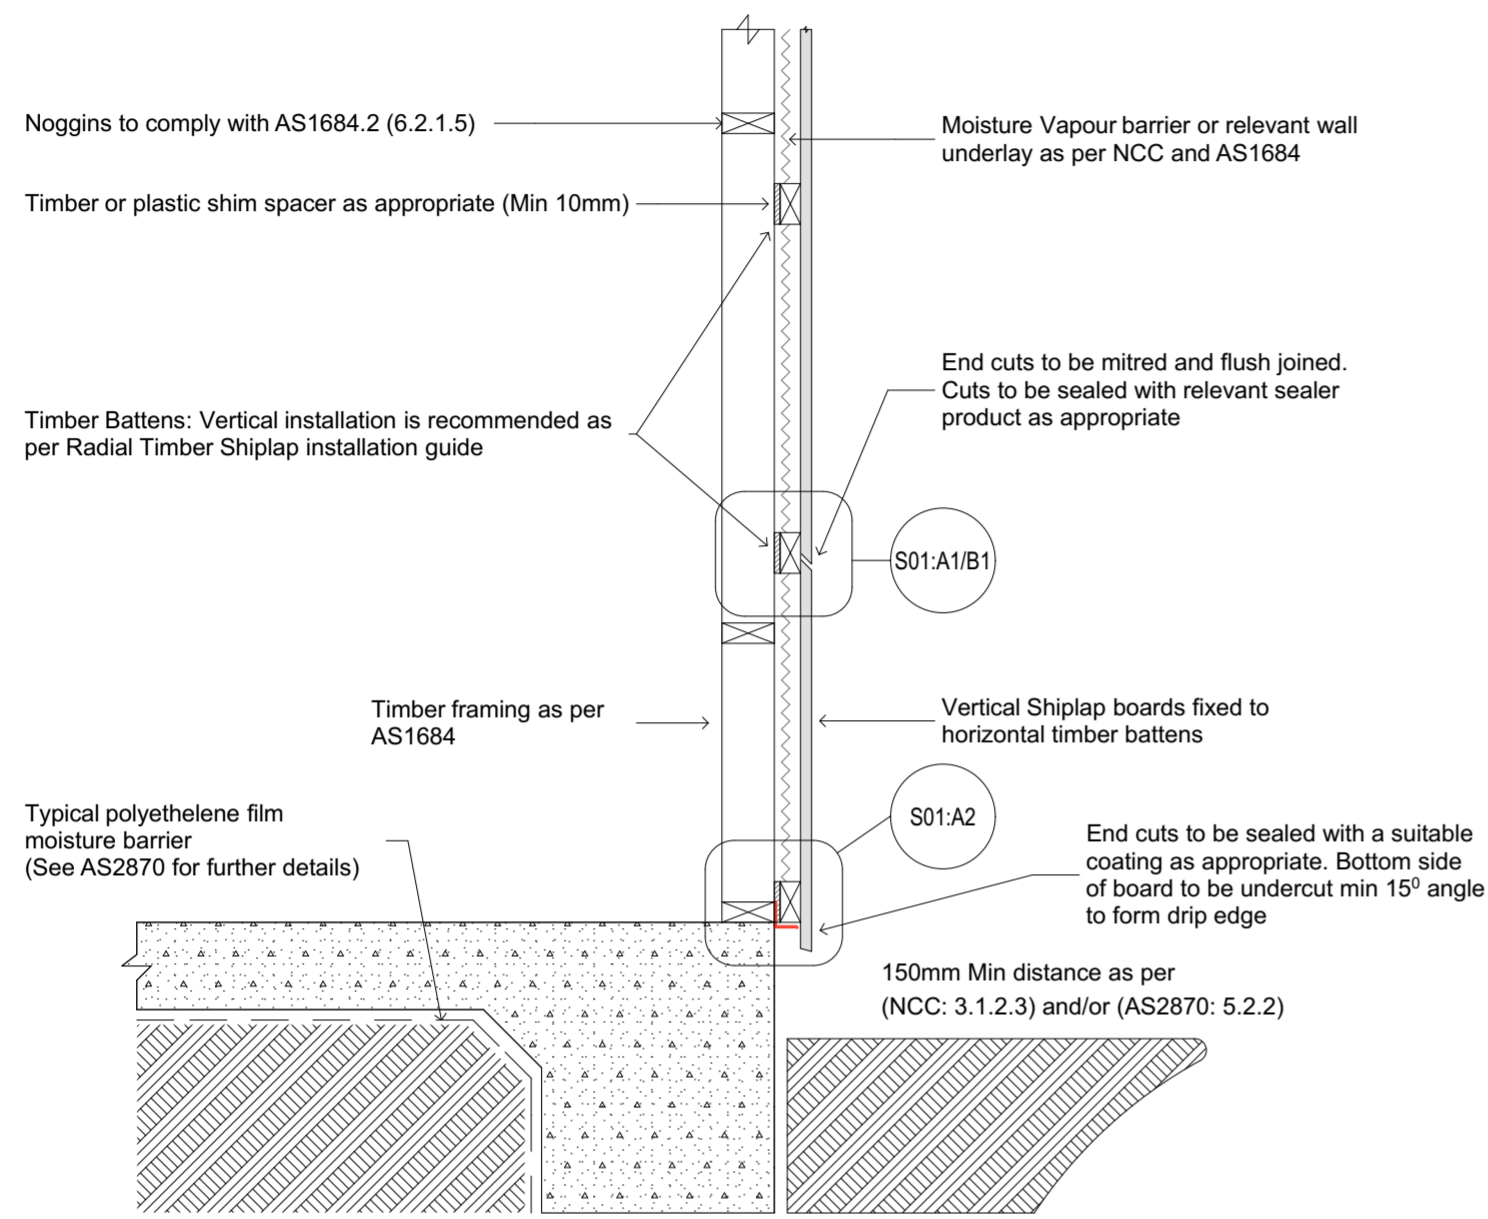 Noggins to comply with AS1684.2 (6.2.1.5)
Moisture Vapour barrier or relevant wall
underlay as per NCC and AS1684
Timber or plastic shim spacer as appropriate (Min 10mm)
End cuts to be mitred and flush joined.
Cuts to be sealed with relevant sealer
product as appropriate
Timber Battens: Vertical installation is recommended as
per Radial Timber Shiplap installation guide
S01:A1/B1
Timber framing as per
AS1684
Vertical Shiplap boards fixed to
horizontal timber battens
Typical polyethelene film
moisture barrier
(See AS2870 for further details)
S01:A2
End cuts to be sealed with a suitable
coating as appropriate. Bottom side
of board to be undercut min 15⁰ angle
to form drip edge
150mm Min distance as per
(NCC: 3.1.2.3) and/or (AS2870: 5.2.2)